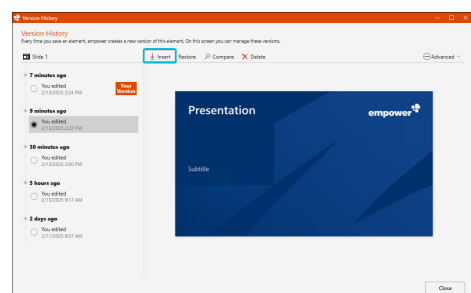 Version History
Version History
Every time you save an element, empower creates a new version of this element. On this screen you can manage these versions.
Slide 1
Insert Restore Compare Delete Advanced
7 minutes ago
You edited
2/13/2025 2:24 PM
Your Version
9 minutes ago
You edited
2/13/2025 2:22 PM
30 minutes ago
You edited
2/13/2025 2:00 PM
5 hours ago
You edited
2/13/2025 9:17 AM
2 days ago
You edited
2/11/2025 8:57 AM
Presentation
empower
Subtitle
Close